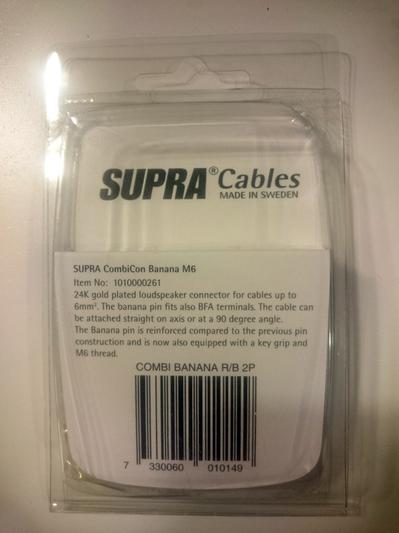 SUPRA® Cables
MADE IN SWEDEN
SUPRA CombiCon Banana M6
Item No: 1010000261
24K gold plated loudspeaker connector for cables up to
6mm². The banana pin fits also BFA terminals. The cable can
be attached straight on axis or at a 90 degree angle.
The Banana pin is reinforced compared to the previous pin
construction and is now also equipped with a key grip and
M6 thread.
COMBI BANANA R/B 2P
7 330060 010149